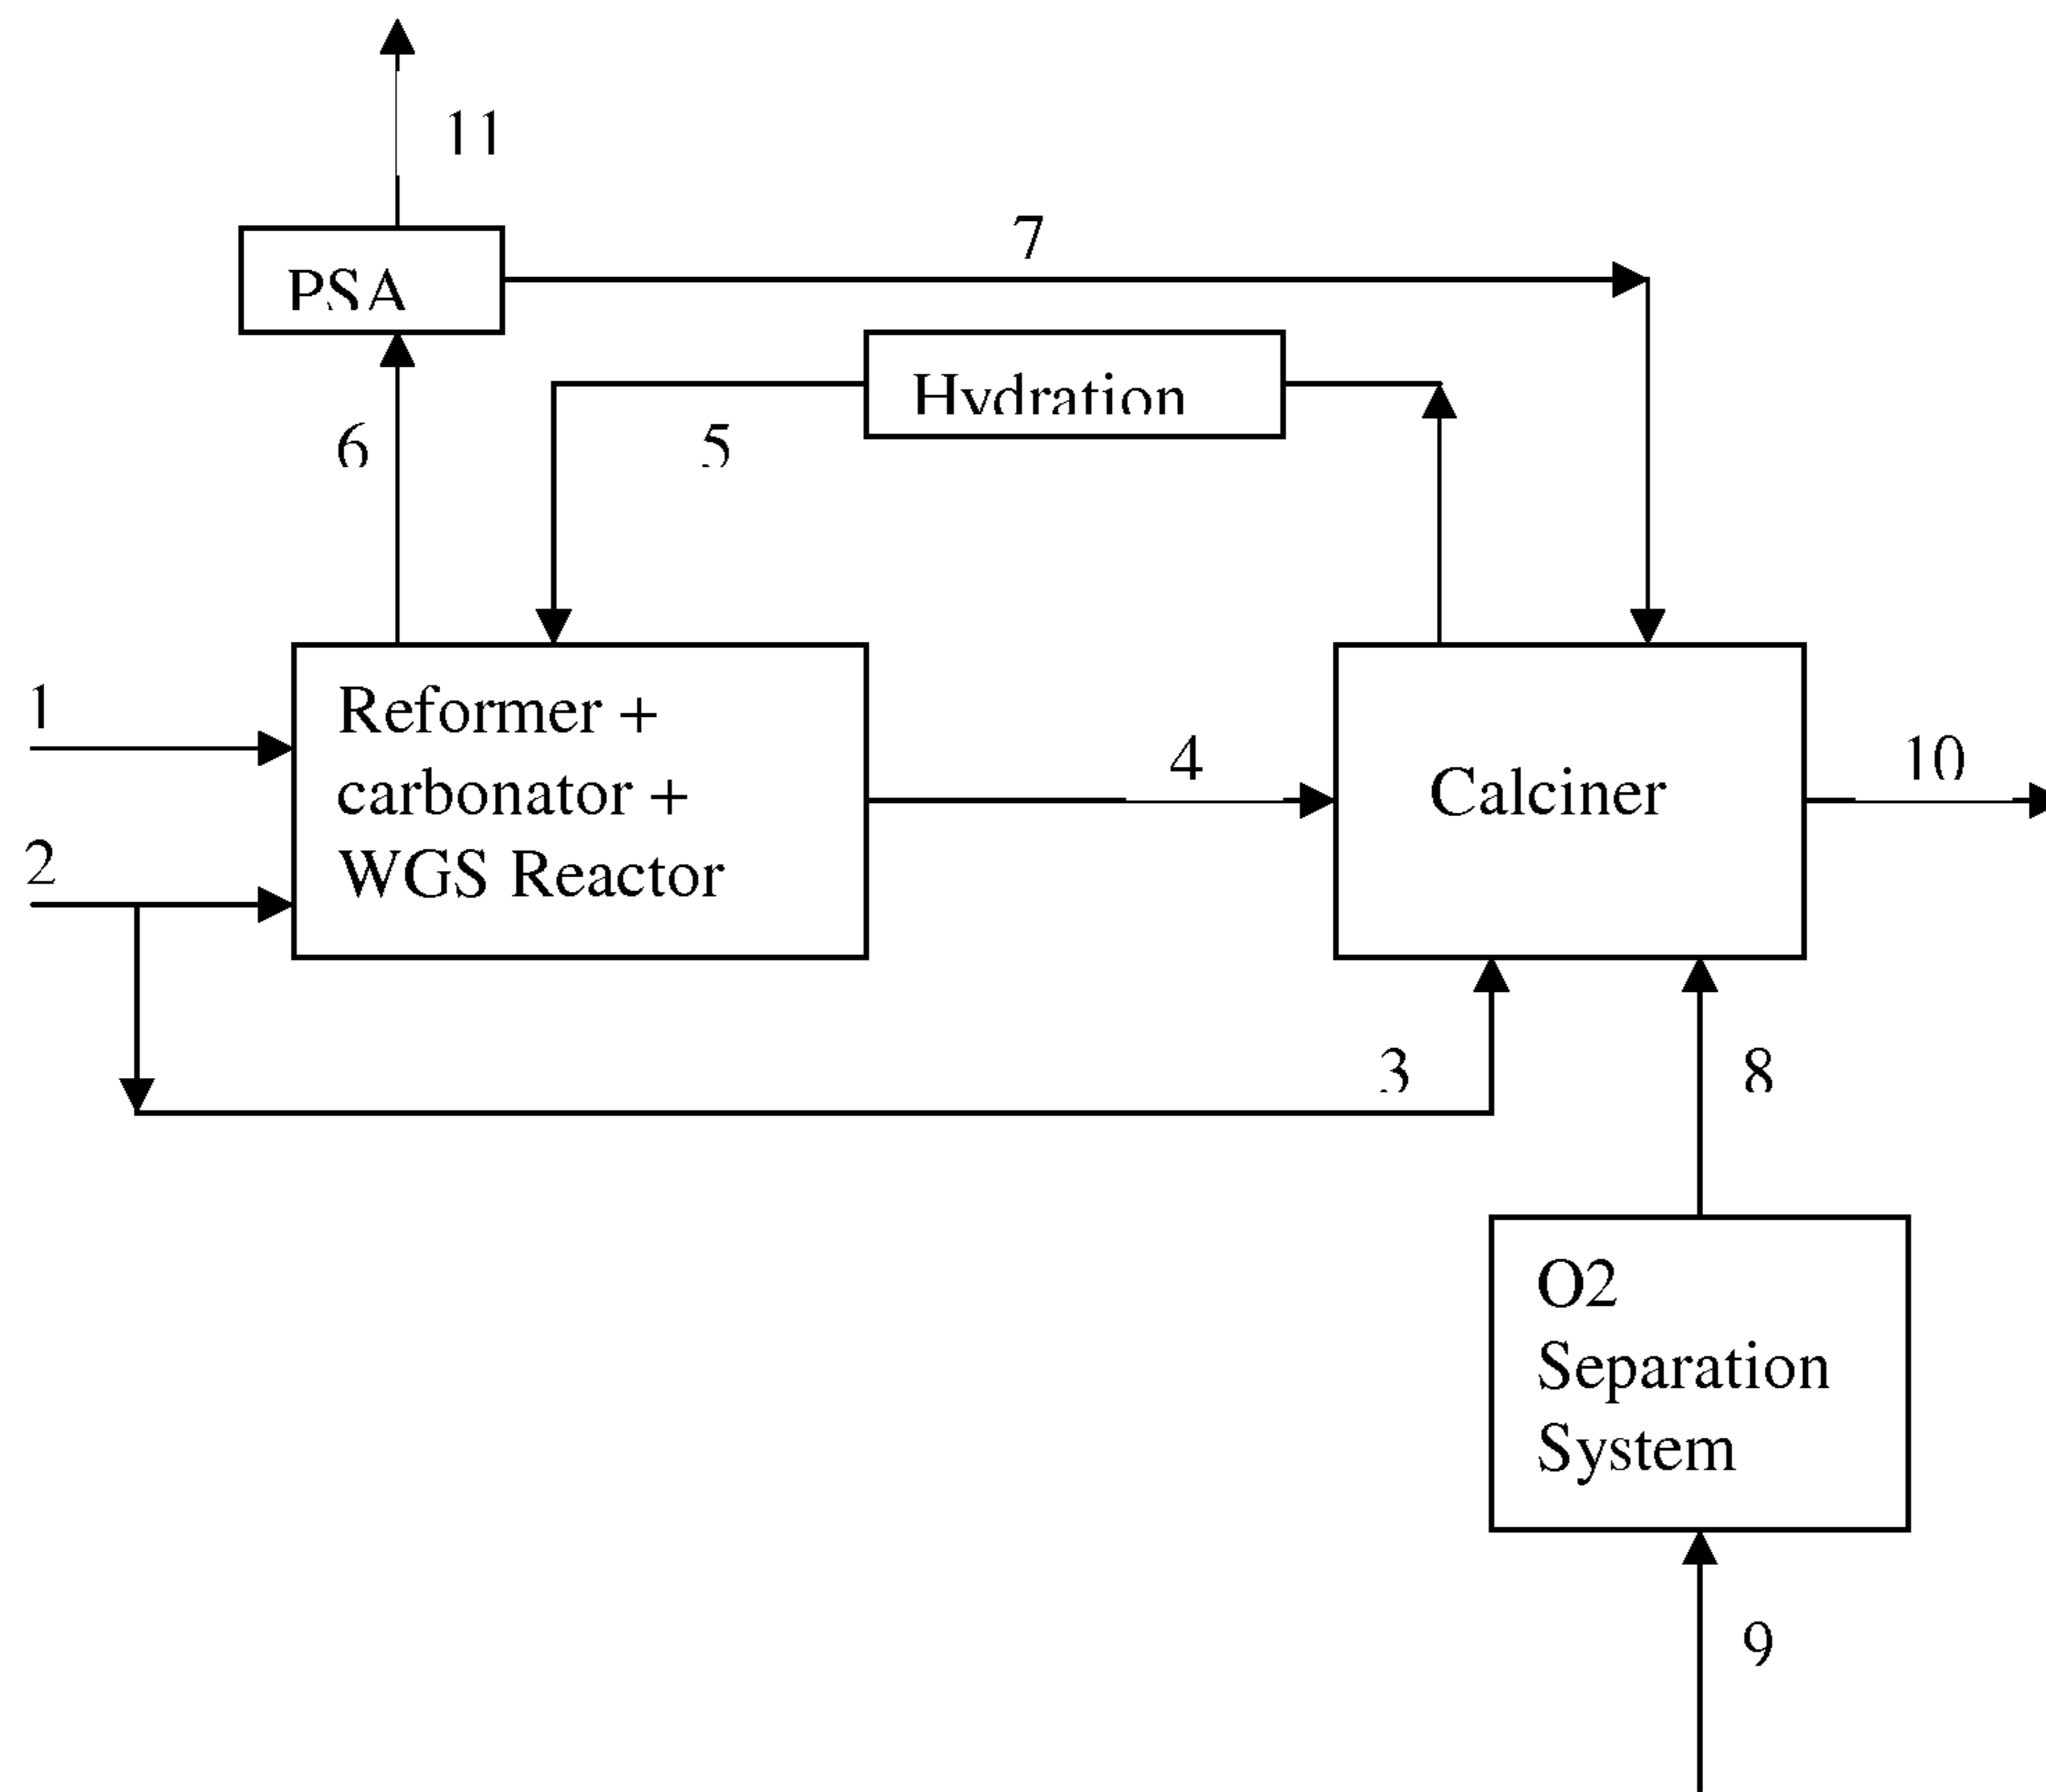 11
7
PSA
Hydration
6
5
1
Reformer +
carbonator +
WGS Reactor
4
Calciner
10
2
3
8
O2
Separation
System
9